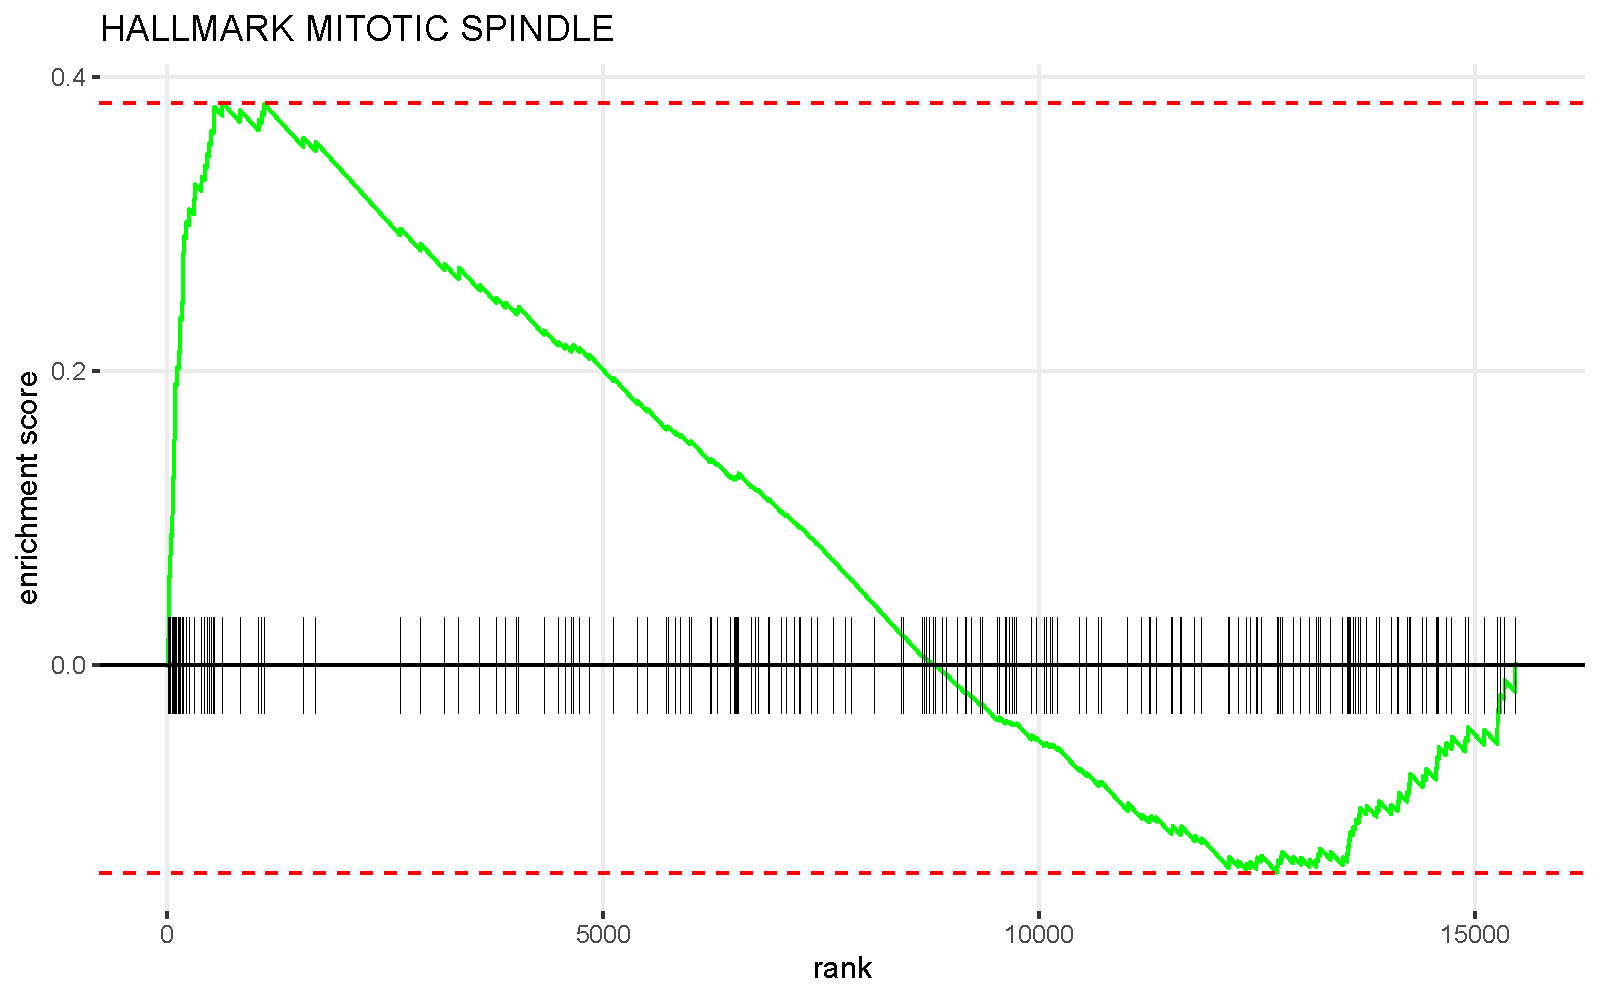 HALLMARK MITOTIC SPINDLE
0.4
0.2
0.0
enrichment score
0 5000 10000 15000
rank